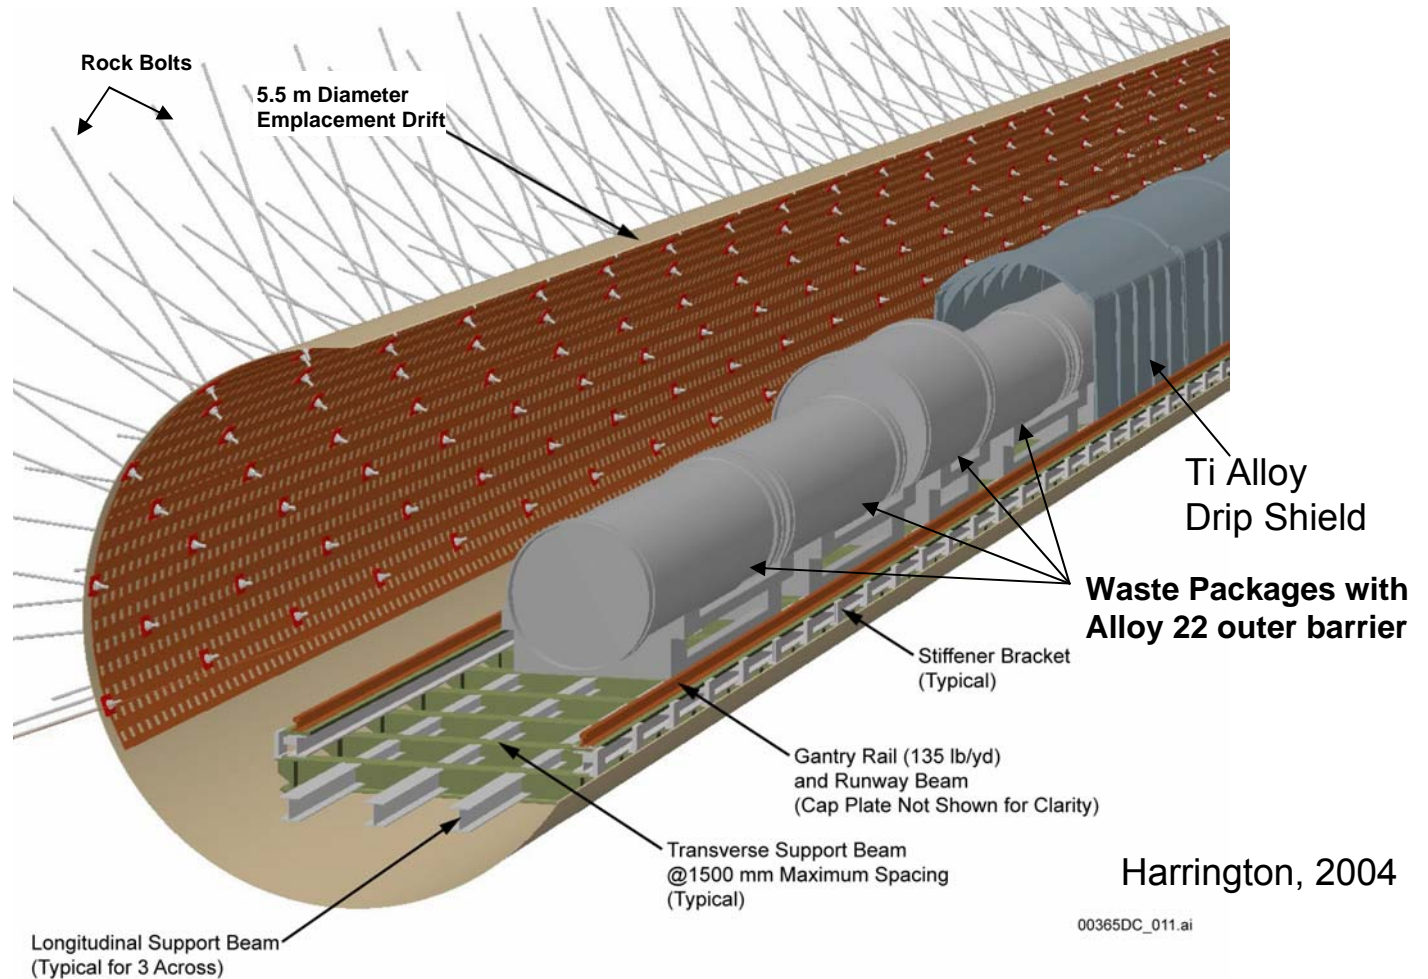 Rock Bolts
5.5 m Diameter
Emplacement Drift
Ti Alloy
Drip Shield
Waste Packages with
Alloy 22 outer barrier
Stiffener Bracket
(Typical)
Gantry Rail (135 lb/yd)
and Runway Beam
(Cap Plate Not Shown for Clarity)
Transverse Support Beam
@1500 mm Maximum Spacing
(Typical)
Harrington, 2004
00365DC_011.ai
Longitudinal Support Beam
(Typical for 3 Across)